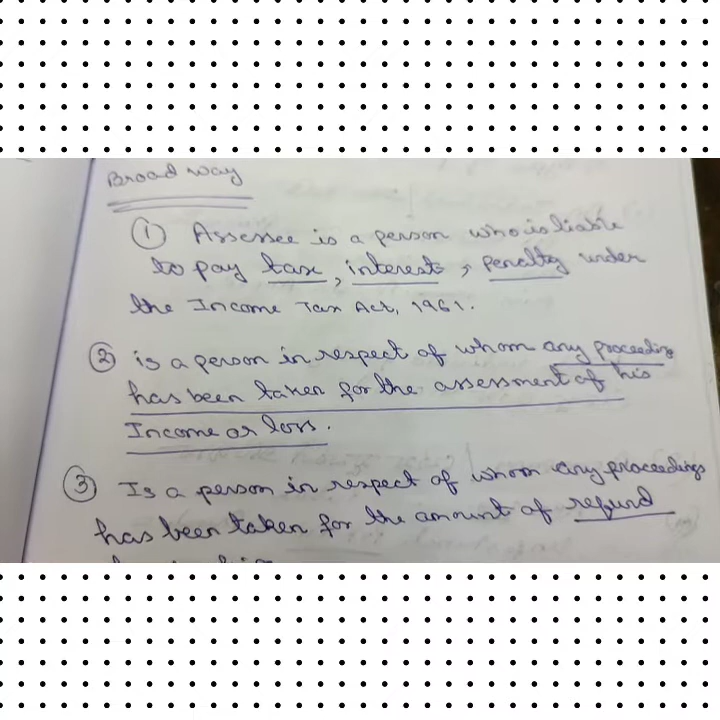 Broad way
① Assessee is a person who is liable
to pay tax, interest, penalty under
the Income Tax Act, 1961.
② is a person in respect of whom any proceeding
has been taken for the assessment of his
Income or loss.
③ Is a person in respect of whom any proceedings
has been taken for the amount of refund